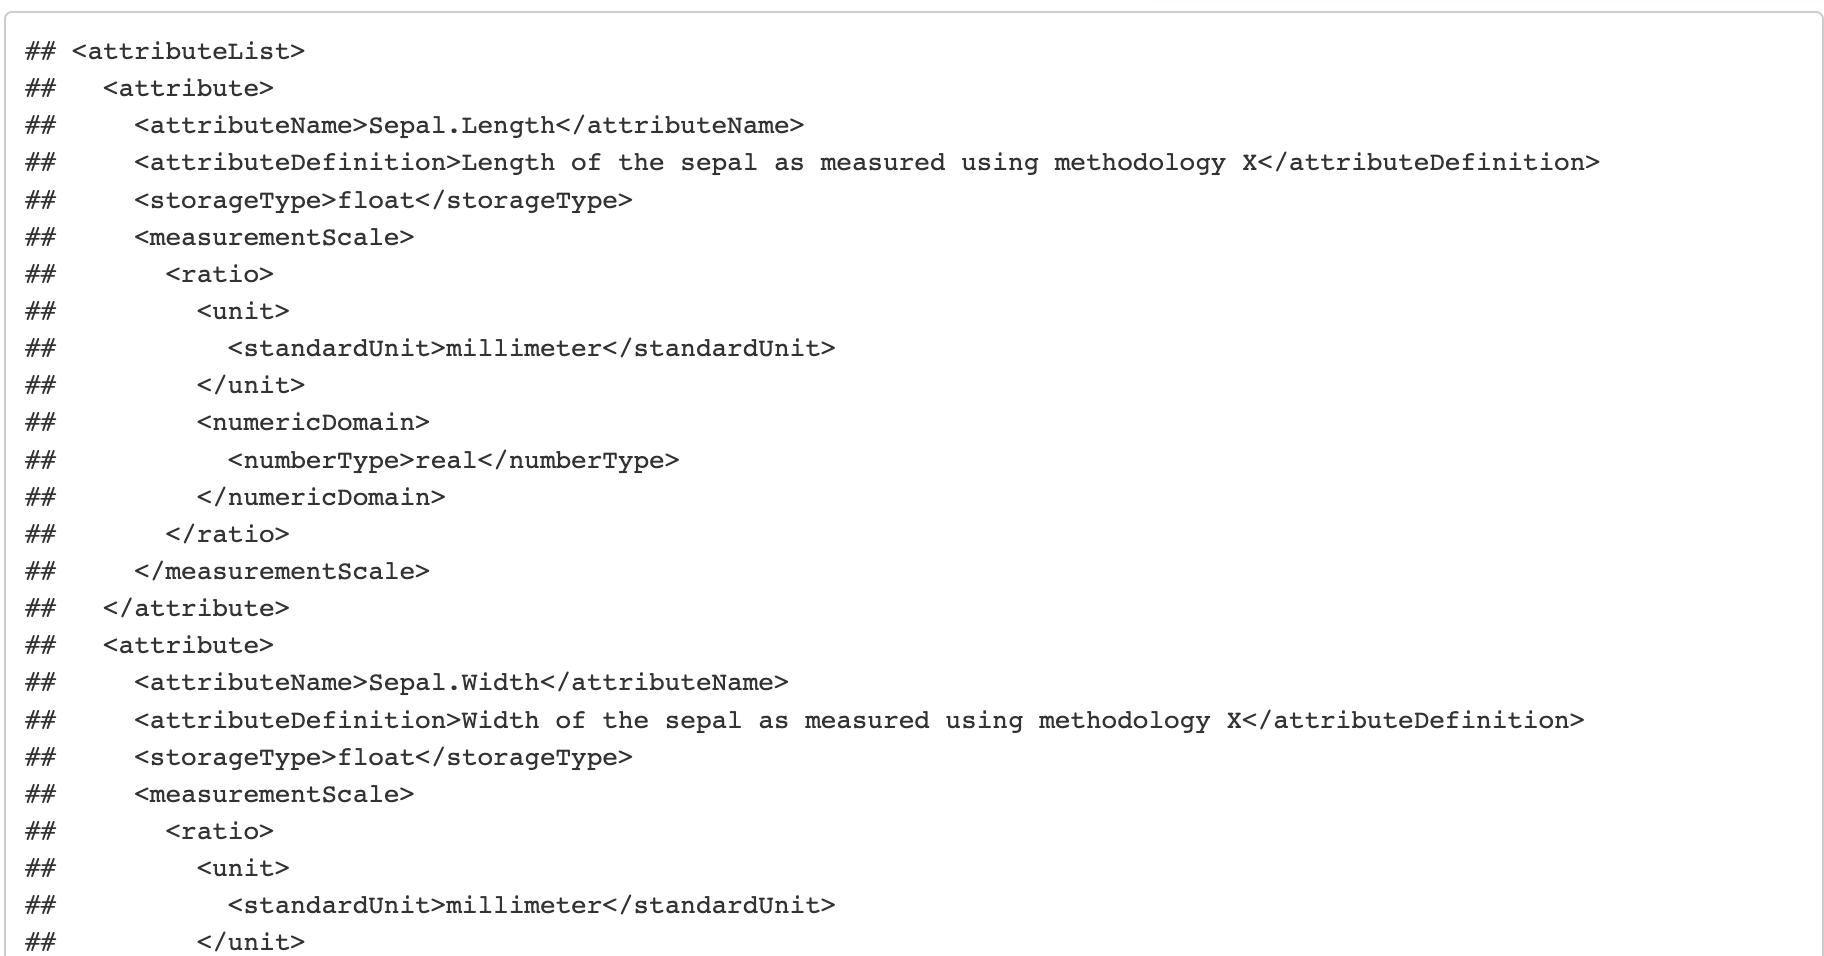 ## <attributeList>
##   <attribute>
##     <attributeName>Sepal.Length</attributeName>
##     <attributeDefinition>Length of the sepal as measured using methodology X</attributeDefinition>
##     <storageType>float</storageType>
##     <measurementScale>
##       <ratio>
##         <unit>
##           <standardUnit>millimeter</standardUnit>
##         </unit>
##         <numericDomain>
##           <numberType>real</numberType>
##         </numericDomain>
##       </ratio>
##     </measurementScale>
##   </attribute>
##   <attribute>
##     <attributeName>Sepal.Width</attributeName>
##     <attributeDefinition>Width of the sepal as measured using methodology X</attributeDefinition>
##     <storageType>float</storageType>
##     <measurementScale>
##       <ratio>
##         <unit>
##           <standardUnit>millimeter</standardUnit>
##         </unit>